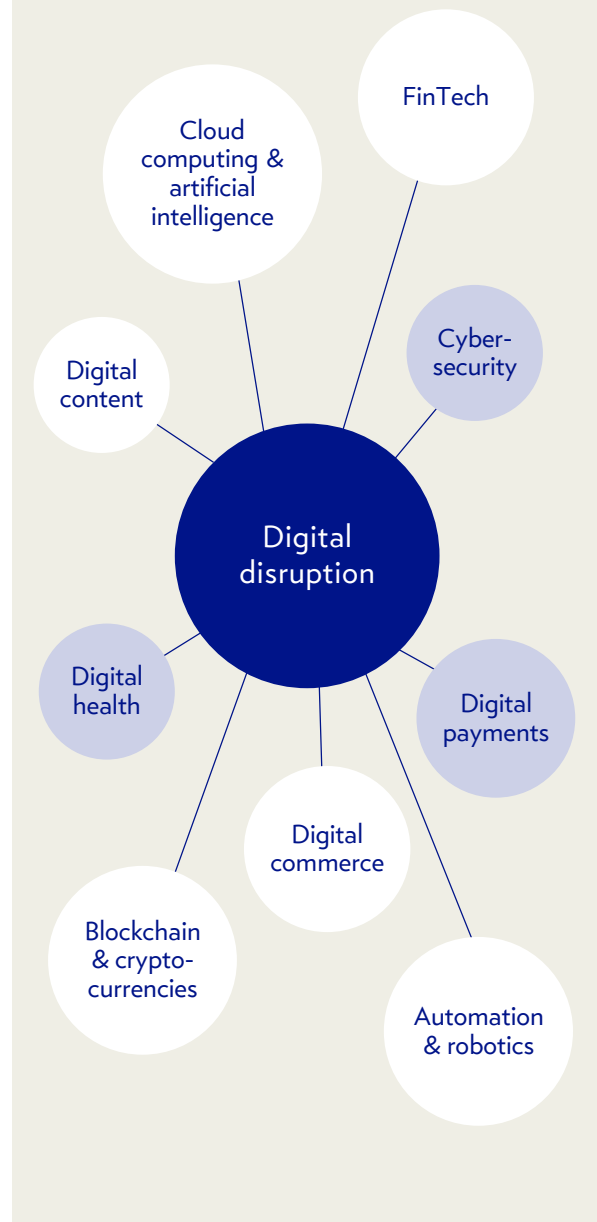 FinTech
Cloud
computing &
artificial
intelligence
Cyber-
security
Digital
content
Digital
disruption
Digital
health
Digital
payments
Digital
commerce
Blockchain
& crypto-
currencies
Automation
& robotics